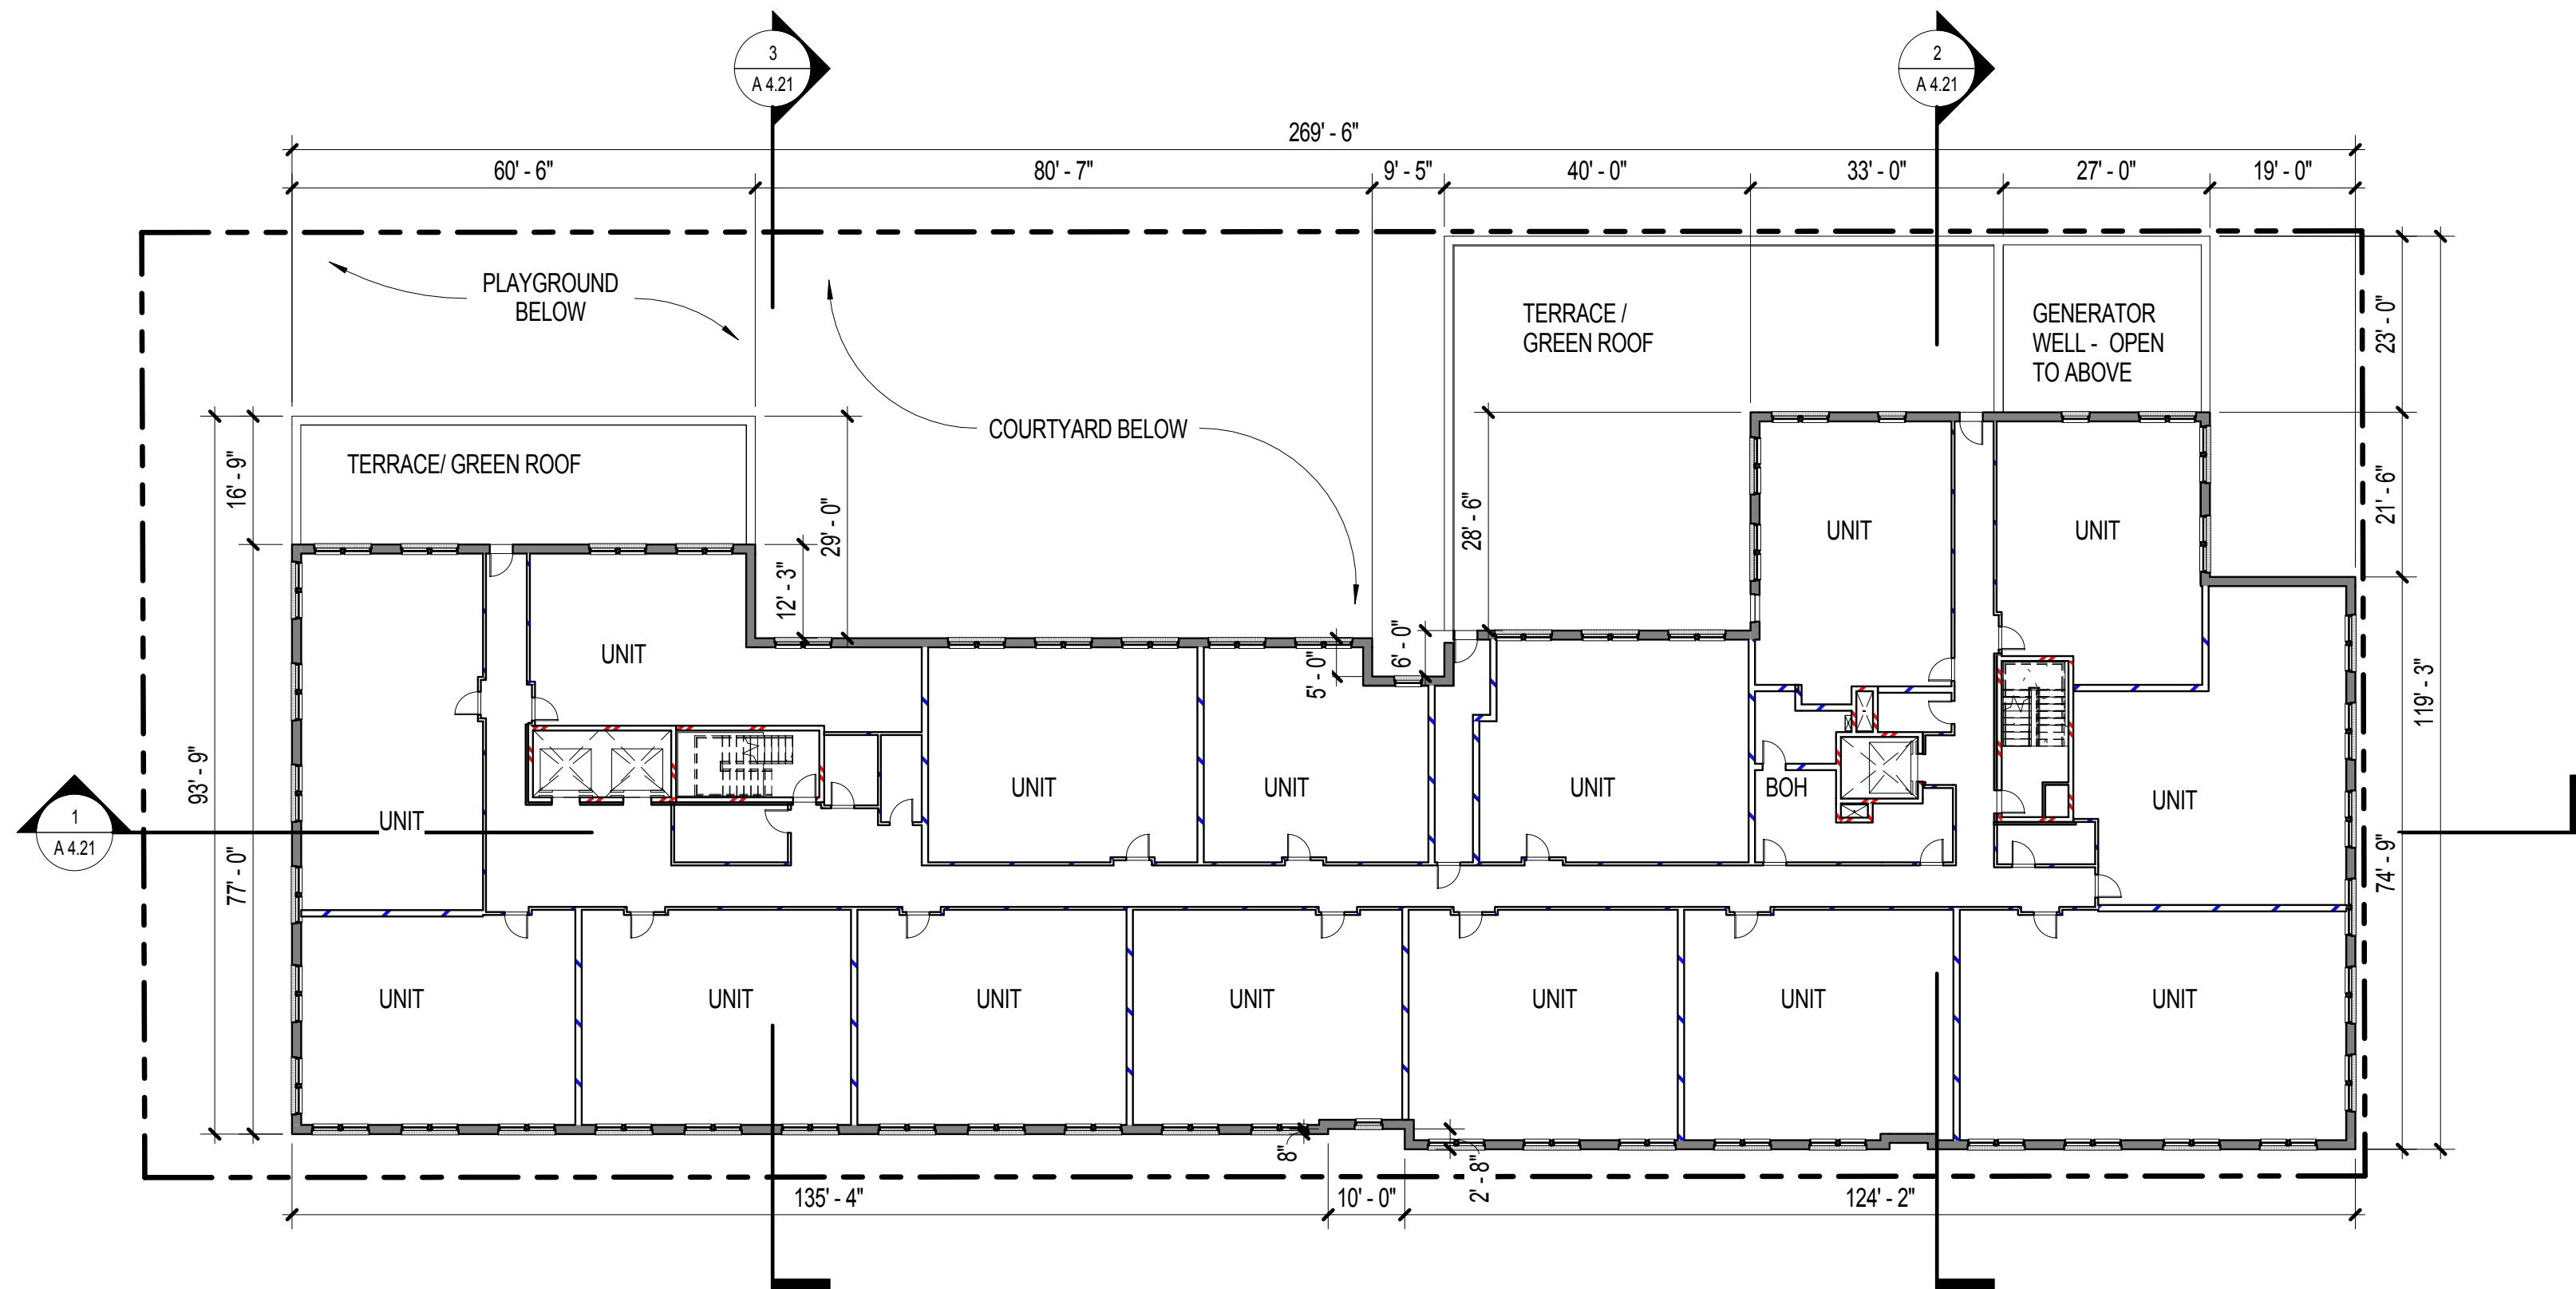 3
A 4.21
2
A 4.21
269' - 6"
60' - 6"
80' - 7"
9' - 5"
40' - 0"
33' - 0"
27' - 0"
19' - 0"
PLAYGROUND
BELOW
COURTYARD BELOW
TERRACE/ GREEN ROOF
TERRACE /
GREEN ROOF
GENERATOR
WELL - OPEN
TO ABOVE
23' - 0"
21' - 6"
119' - 3"
74' - 9"
16' - 9"
93' - 9"
77' - 0"
29' - 0"
12' - 3"
5' - 0"
6' - 0"
28' - 6"
UNIT
UNIT
UNIT
UNIT
UNIT
UNIT
BOH
UNIT
UNIT
1
A 4.21
UNIT
UNIT
UNIT
UNIT
UNIT
UNIT
UNIT
8"
2' - 8"
135' - 4"
10' - 0"
124' - 2"